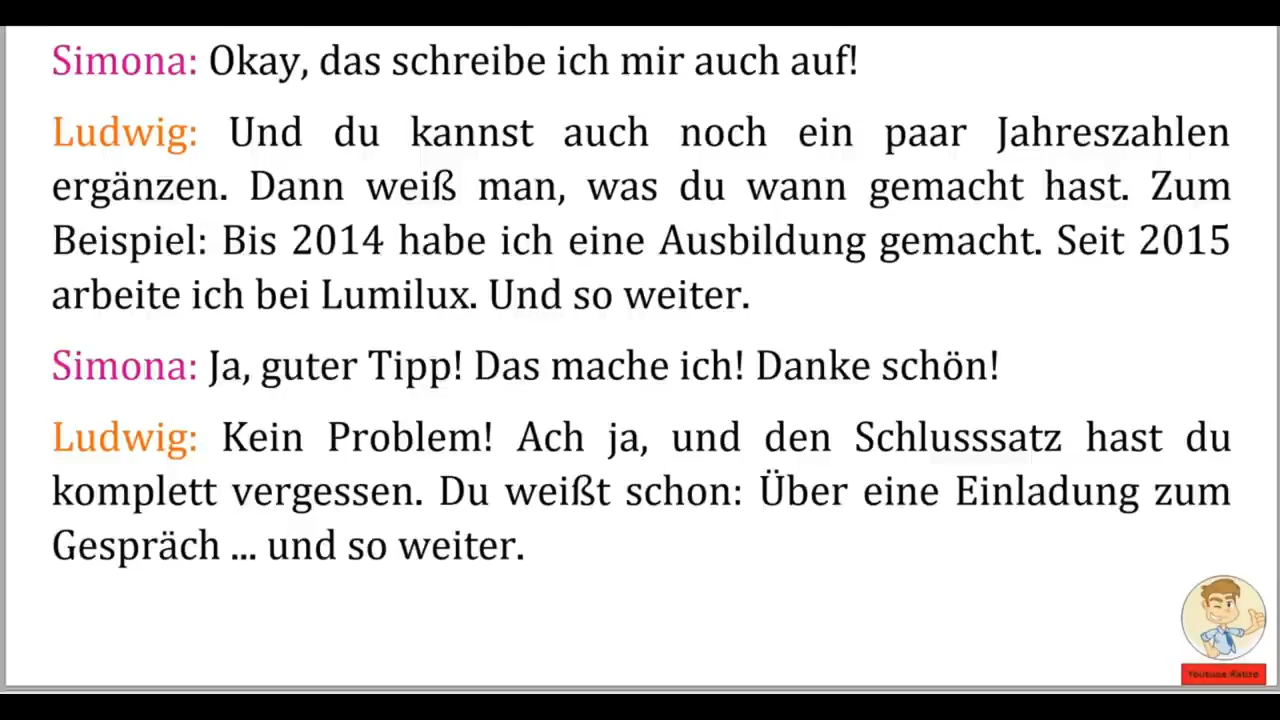 Simona: Okay, das schreibe ich mir auch auf!
Ludwig: Und du kannst auch noch ein paar Jahreszahlen
ergänzen. Dann weiß man, was du wann gemacht hast. Zum
Beispiel: Bis 2014 habe ich eine Ausbildung gemacht. Seit 2015
arbeite ich bei Lumilux. Und so weiter.
Simona: Ja, guter Tipp! Das mache ich! Danke schön!
Ludwig: Kein Problem! Ach ja, und den Schlusssatz hast du
komplett vergessen. Du weißt schon: Über eine Einladung zum
Gespräch ... und so weiter.
Youtube: